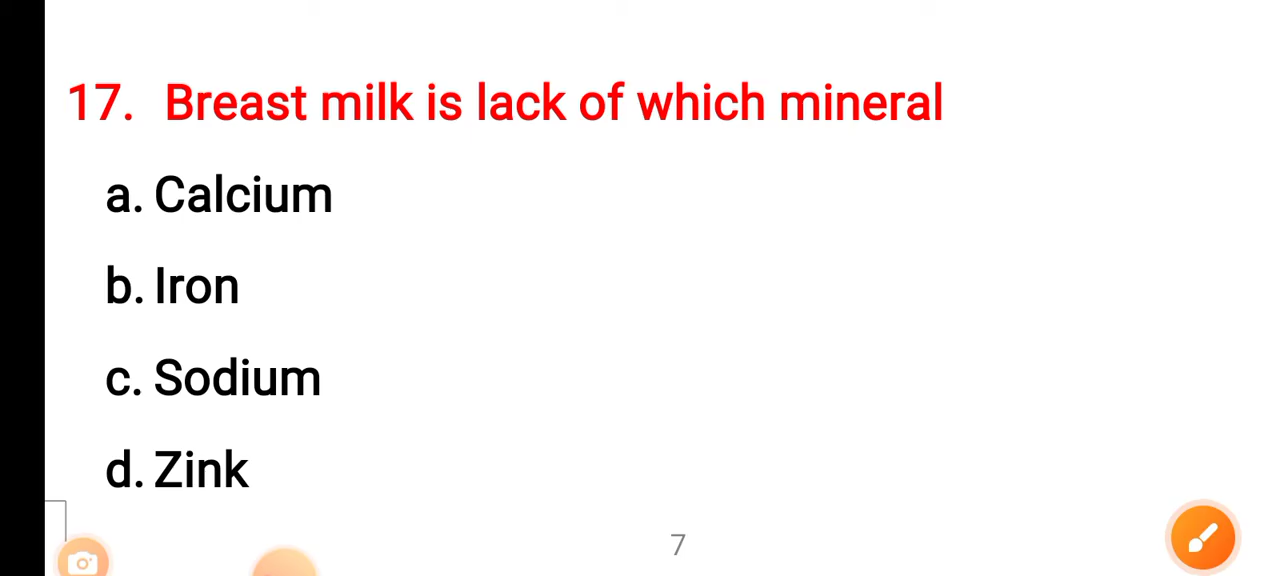 17. Breast milk is lack of which mineral
a. Calcium
b. Iron
c. Sodium
d. Zink
7